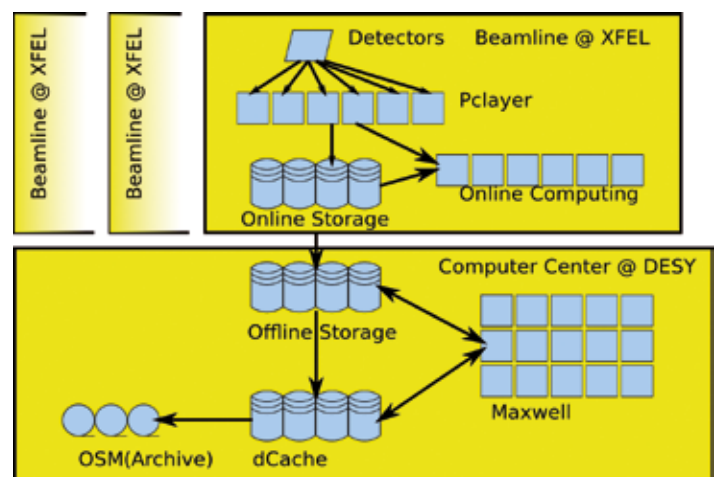 Beamline @ XFEL
Beamline @ XFEL
Detectors
Beamline @ XFEL
Pclayer
Online Computing
Online Storage
Computer Center @ DESY
Offline Storage
Maxwell
OSM(Archive)
dCache